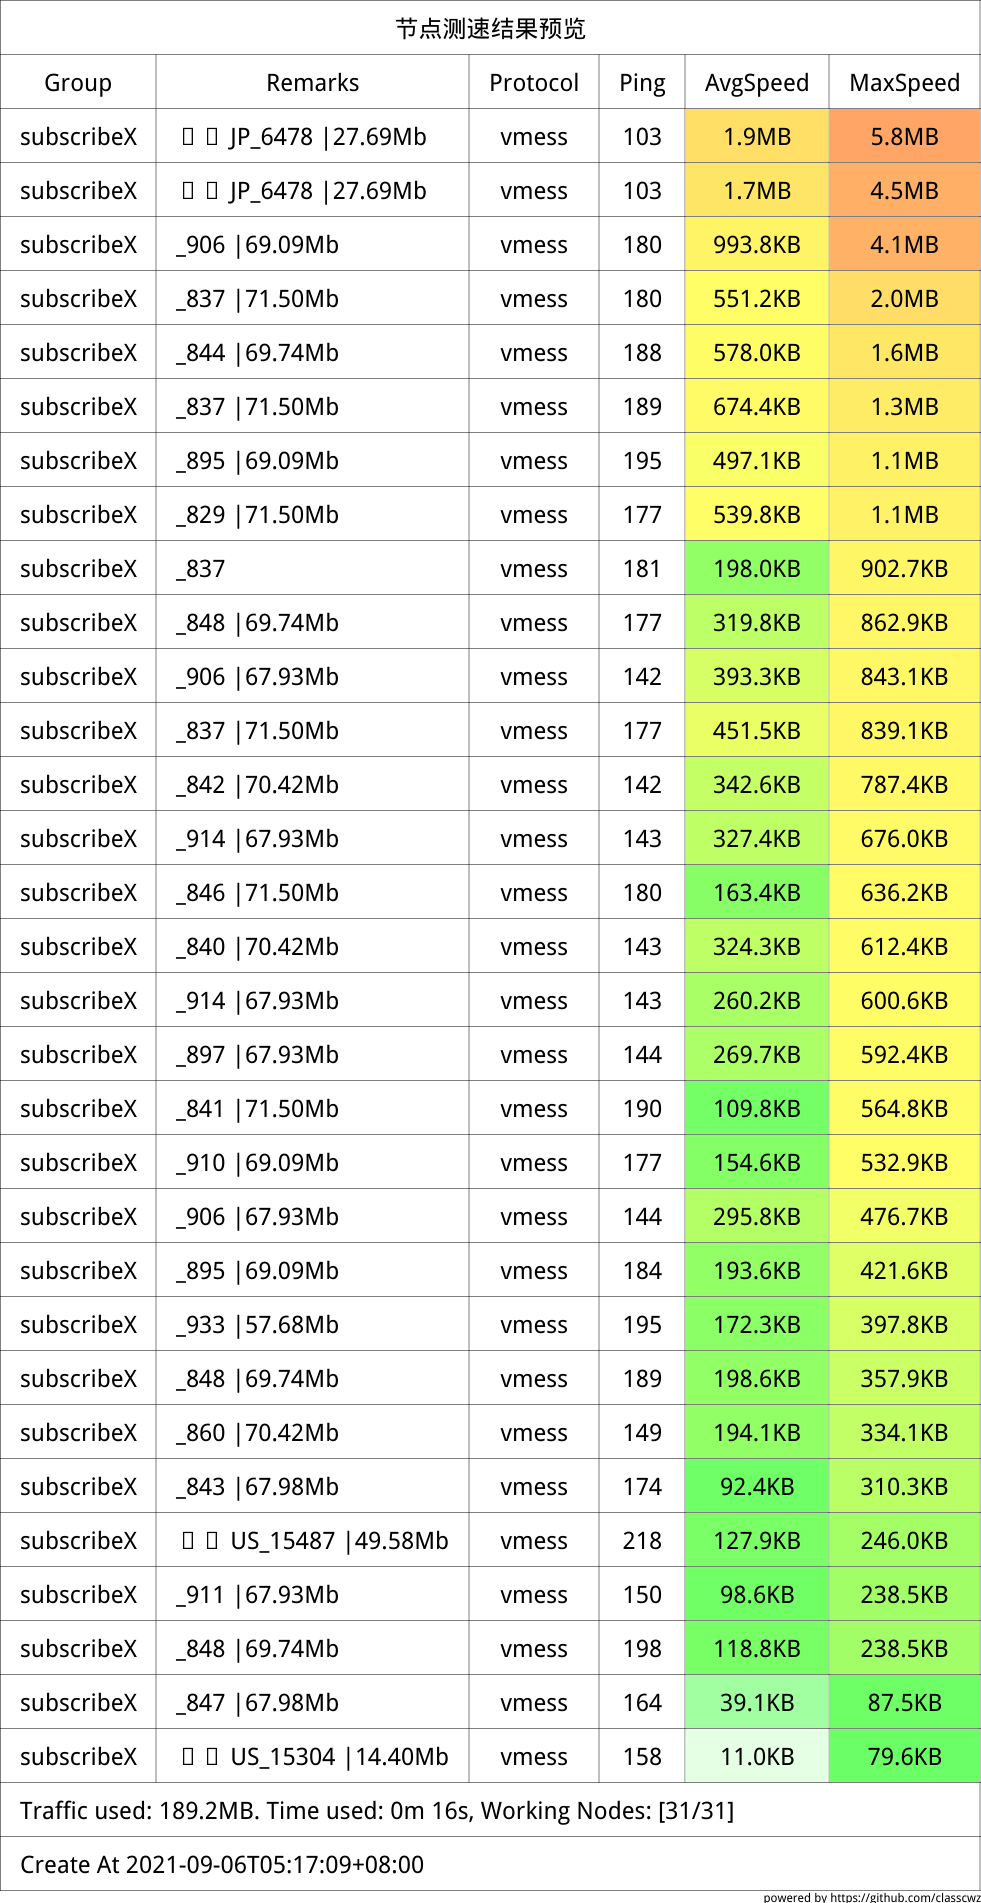 节点测速结果预览
Group Remarks Protocol Ping AvgSpeed MaxSpeed
subscribeX JP_6478 |27.69Mb vmess 103 1.9MB 5.8MB
subscribeX JP_6478 |27.69Mb vmess 103 1.7MB 4.5MB
subscribeX _906 |69.09Mb vmess 180 993.8KB 4.1MB
subscribeX _837 |71.50Mb vmess 180 551.2KB 2.0MB
subscribeX _844 |69.74Mb vmess 188 578.0KB 1.6MB
subscribeX _837 |71.50Mb vmess 189 674.4KB 1.3MB
subscribeX _895 |69.09Mb vmess 195 497.1KB 1.1MB
subscribeX _829 |71.50Mb vmess 177 539.8KB 1.1MB
subscribeX _837 vmess 181 198.0KB 902.7KB
subscribeX _848 |69.74Mb vmess 177 319.8KB 862.9KB
subscribeX _906 |67.93Mb vmess 142 393.3KB 843.1KB
subscribeX _837 |71.50Mb vmess 177 451.5KB 839.1KB
subscribeX _842 |70.42Mb vmess 142 342.6KB 787.4KB
subscribeX _914 |67.93Mb vmess 143 327.4KB 676.0KB
subscribeX _846 |71.50Mb vmess 180 163.4KB 636.2KB
subscribeX _840 |70.42Mb vmess 143 324.3KB 612.4KB
subscribeX _914 |67.93Mb vmess 143 260.2KB 600.6KB
subscribeX _897 |67.93Mb vmess 144 269.7KB 592.4KB
subscribeX _841 |71.50Mb vmess 190 109.8KB 564.8KB
subscribeX _910 |69.09Mb vmess 177 154.6KB 532.9KB
subscribeX _906 |67.93Mb vmess 144 295.8KB 476.7KB
subscribeX _895 |69.09Mb vmess 184 193.6KB 421.6KB
subscribeX _933 |57.68Mb vmess 195 172.3KB 397.8KB
subscribeX _848 |69.74Mb vmess 189 198.6KB 357.9KB
subscribeX _860 |70.42Mb vmess 149 194.1KB 334.1KB
subscribeX _843 |67.98Mb vmess 174 92.4KB 310.3KB
subscribeX US_15487 |49.58Mb vmess 218 127.9KB 246.0KB
subscribeX _911 |67.93Mb vmess 150 98.6KB 238.5KB
subscribeX _848 |69.74Mb vmess 198 118.8KB 238.5KB
subscribeX _847 |67.98Mb vmess 164 39.1KB 87.5KB
subscribeX US_15304 |14.40Mb vmess 158 11.0KB 79.6KB
Traffic used: 189.2MB. Time used: 0m 16s, Working Nodes: [31/31]
Create At 2021-09-06T05:17:09+08:00
powered by https://github.com/classcwz